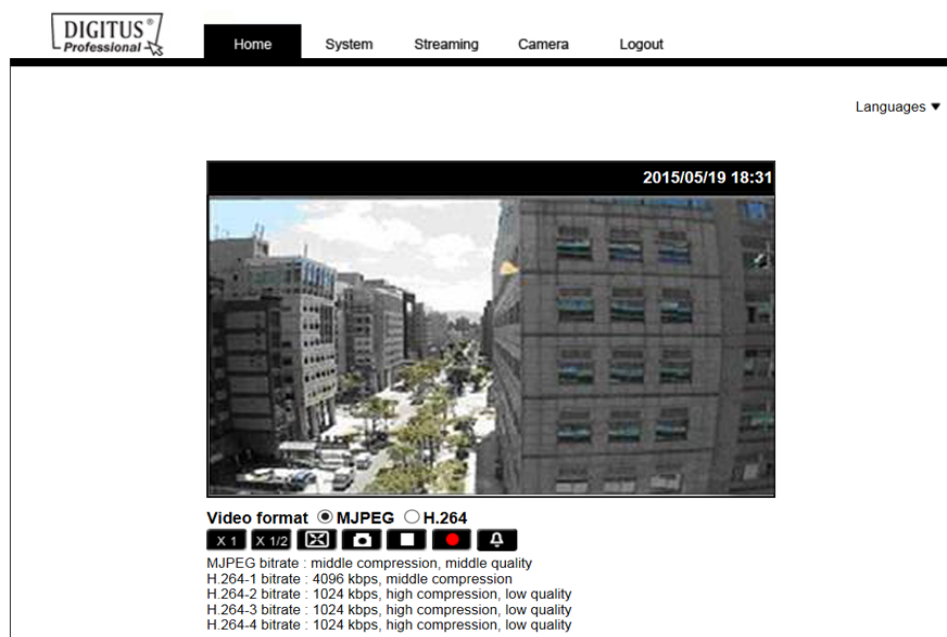 DIGITUS®
Professional
Home System Streaming Camera Logout
Languages ▼
2015/05/19 18:31
Video format MJPEG H.264
X 1 X 1/2
MJPEG bitrate : middle compression, middle quality
H.264-1 bitrate : 4096 kbps, middle compression
H.264-2 bitrate : 1024 kbps, high compression, low quality
H.264-3 bitrate : 1024 kbps, high compression, low quality
H.264-4 bitrate : 1024 kbps, high compression, low quality